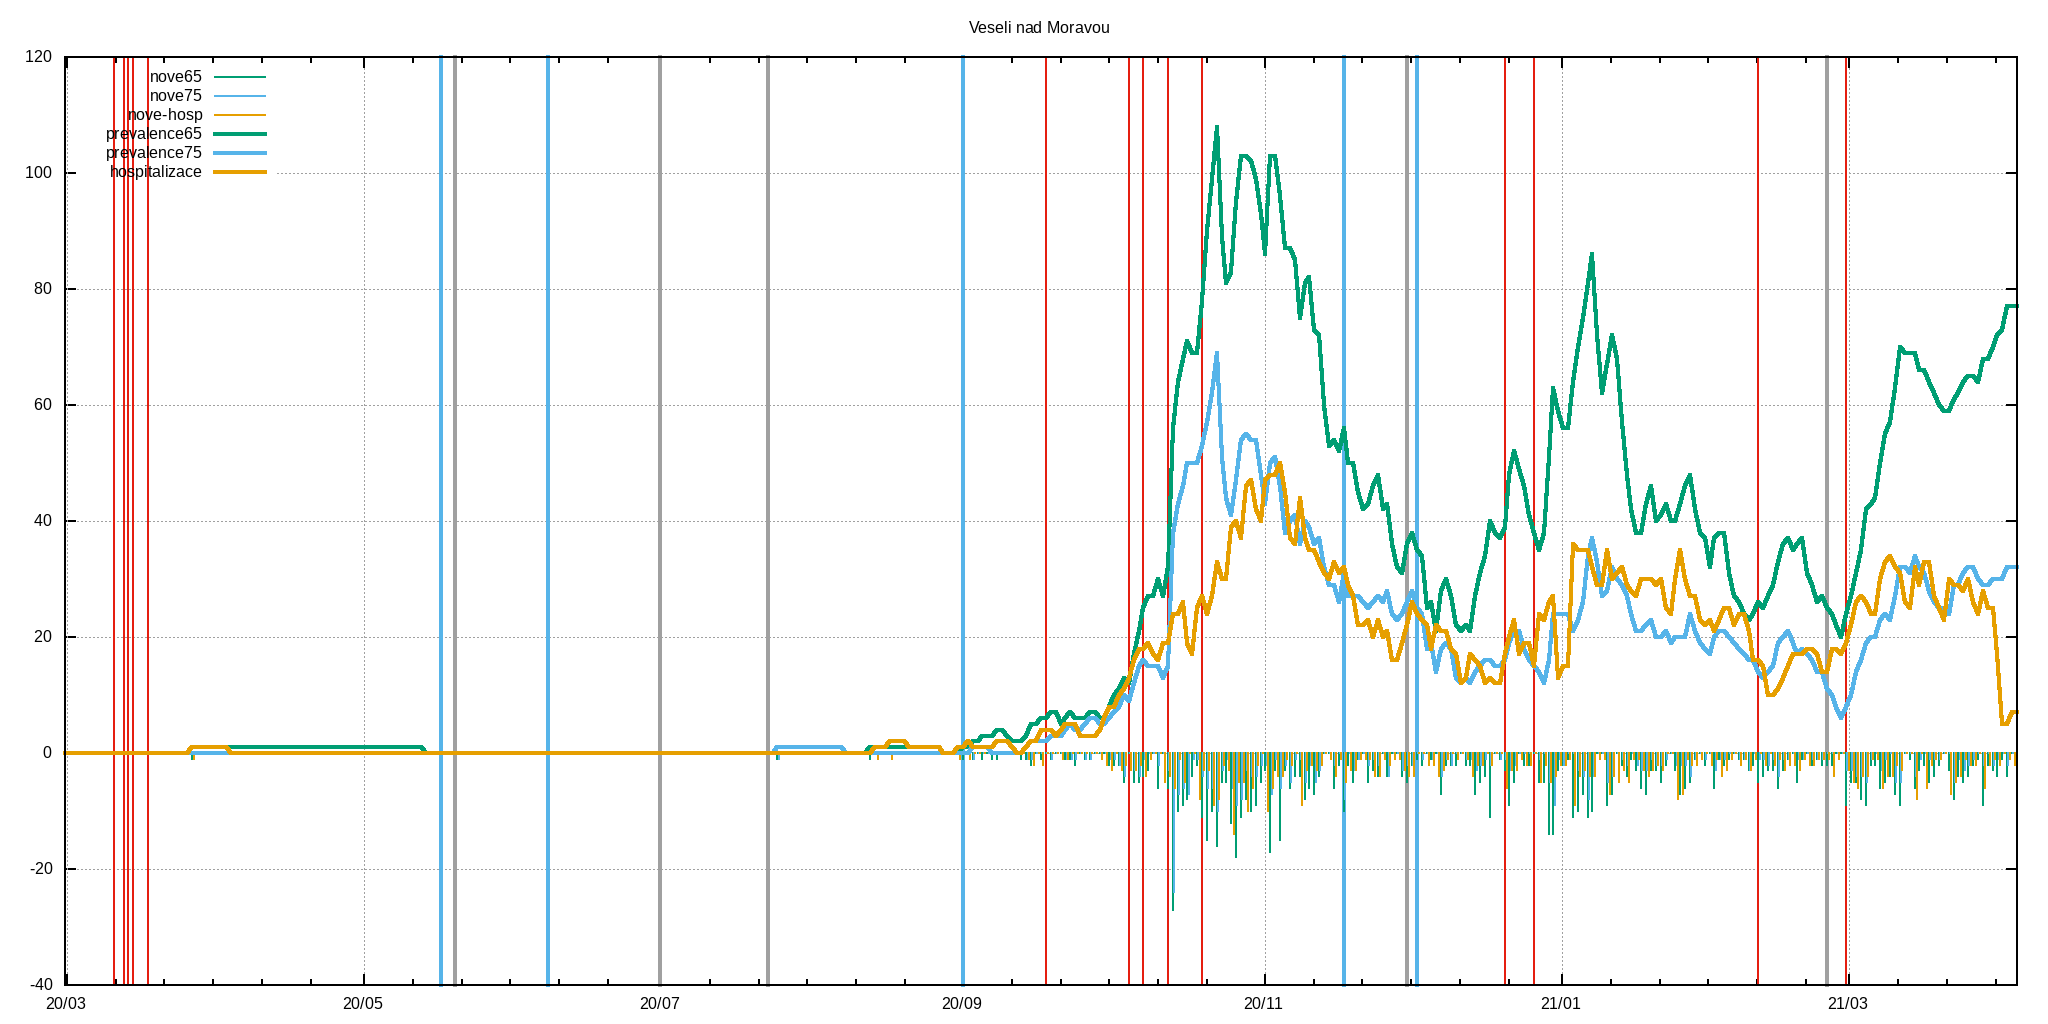 Veseli nad Moravou
120
100
80
60
40
20
0
-20
-40
nove65
nove75
nove-hosp
prevalence65
prevalence75
hospitalizace
20/03
20/05
20/07
20/09
20/11
21/01
21/03